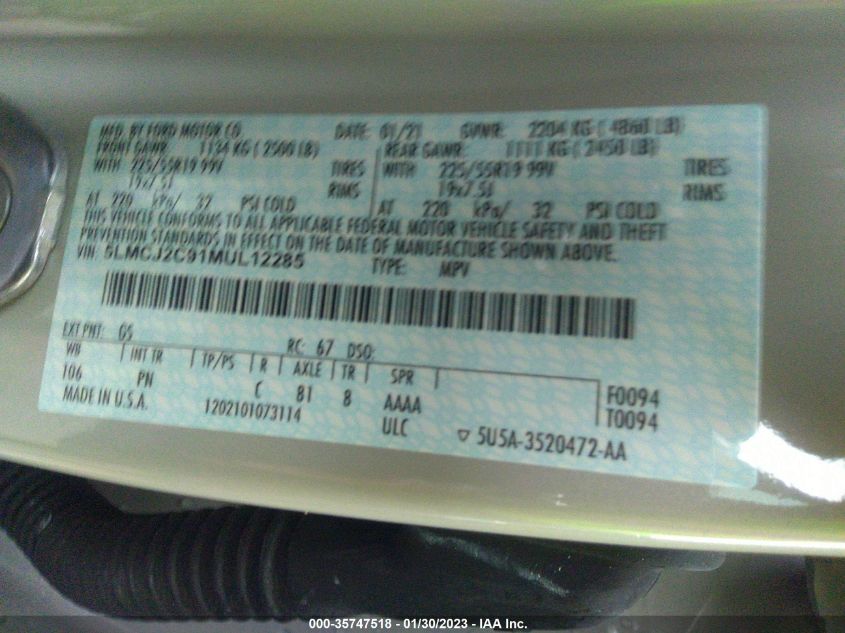 MFD. BY FORD MOTOR CO. DATE: 01/21 GVWR: 2204 KG ( 4860 LB)
FRONT GAWR: 1134 KG ( 2500 LB) REAR GAWR: 1111 KG ( 2450 LB)
WITH 225/55R19 99V TIRES WITH 225/55R19 99V TIRES
19x7.5J RIMS 19x7.5J RIMS
AT 220 kPa/ 32 PSI COLD AT 220 kPa/ 32 PSI COLD
THIS VEHICLE CONFORMS TO ALL APPLICABLE FEDERAL MOTOR VEHICLE SAFETY AND THEFT
PREVENTION STANDARDS IN EFFECT ON THE DATE OF MANUFACTURE SHOWN ABOVE.
VIN: 5LMCJ2C91MUL12285 TYPE: MPV
EXT PNT: GS RC: 67 DSO:
WB INT TR TP/PS R AXLE TR SPR
106 PN C B1 8 AAAA F0094
MADE IN U.S.A. 1202101073114 ULC T0094
5U5A-3520472-AA
000-35747518 - 01/30/2023 - IAA Inc.